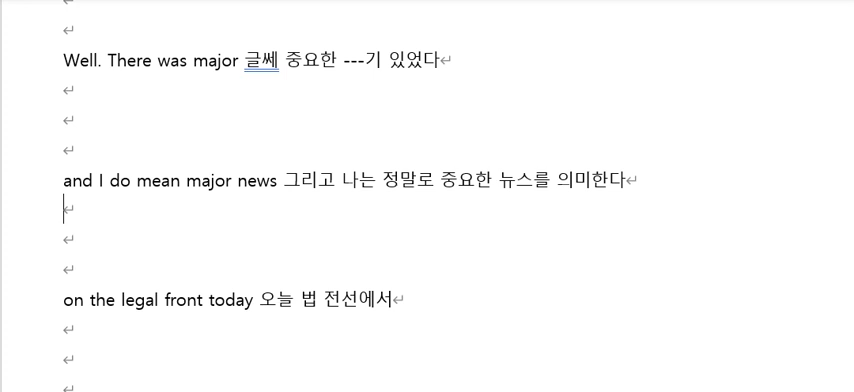 Well. There was major 글쎄 중요한 ---기 있었다
and I do mean major news 그리고 나는 정말로 중요한 뉴스를 의미한다
on the legal front today 오늘 법 전선에서